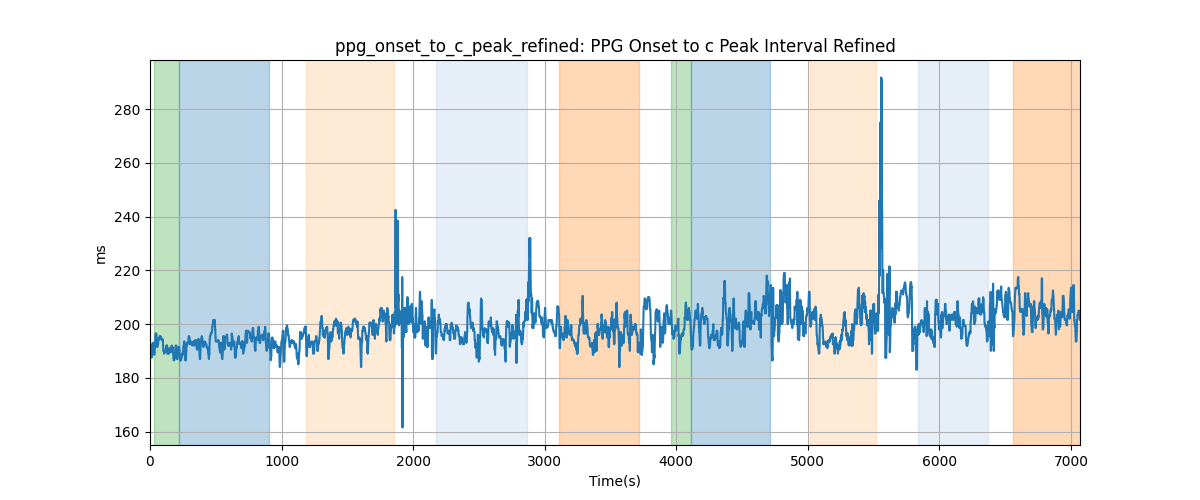 ppg_onset_to_c_peak_refined: PPG Onset to c Peak Interval Refined
ms
280
260
240
220
200
180
160
0 1000 2000 3000 4000 5000 6000 7000
Time(s)